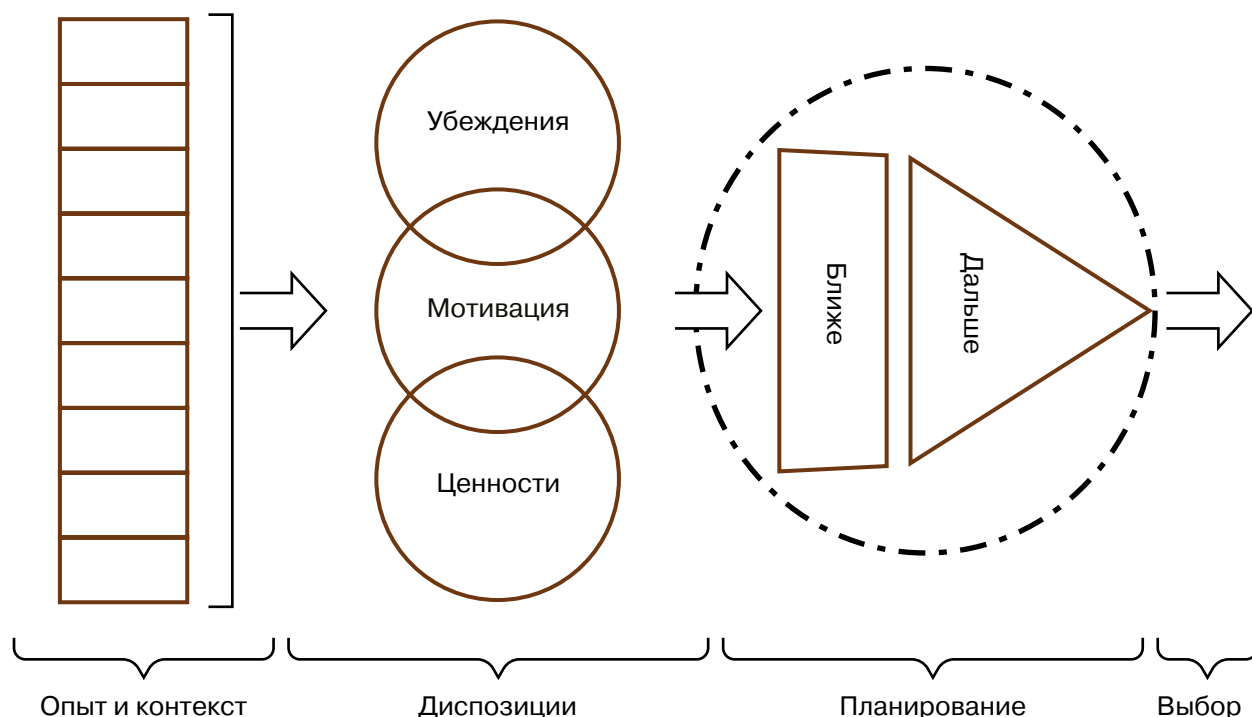 Убеждения
Мотивация
Ценности
Ближе
Дальше
Опыт и контекст
Диспозиции
Планирование
Выбор